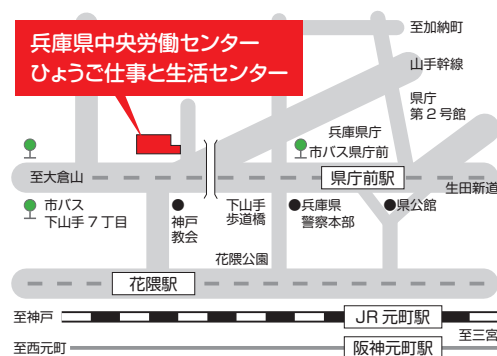 兵庫県中央労働センター
ひょうご仕事と生活センター
至加納町
山手幹線
県庁
第2号館
兵庫県庁
市バス県庁前
至大倉山
県庁前駅
生田新道
市バス
下山手7丁目
神戸
教会
下山手
歩道橋
兵庫県
警察本部
県公館
花隈公園
花隈駅
至神戸
JR元町駅
至三宮
至西元町
阪神元町駅